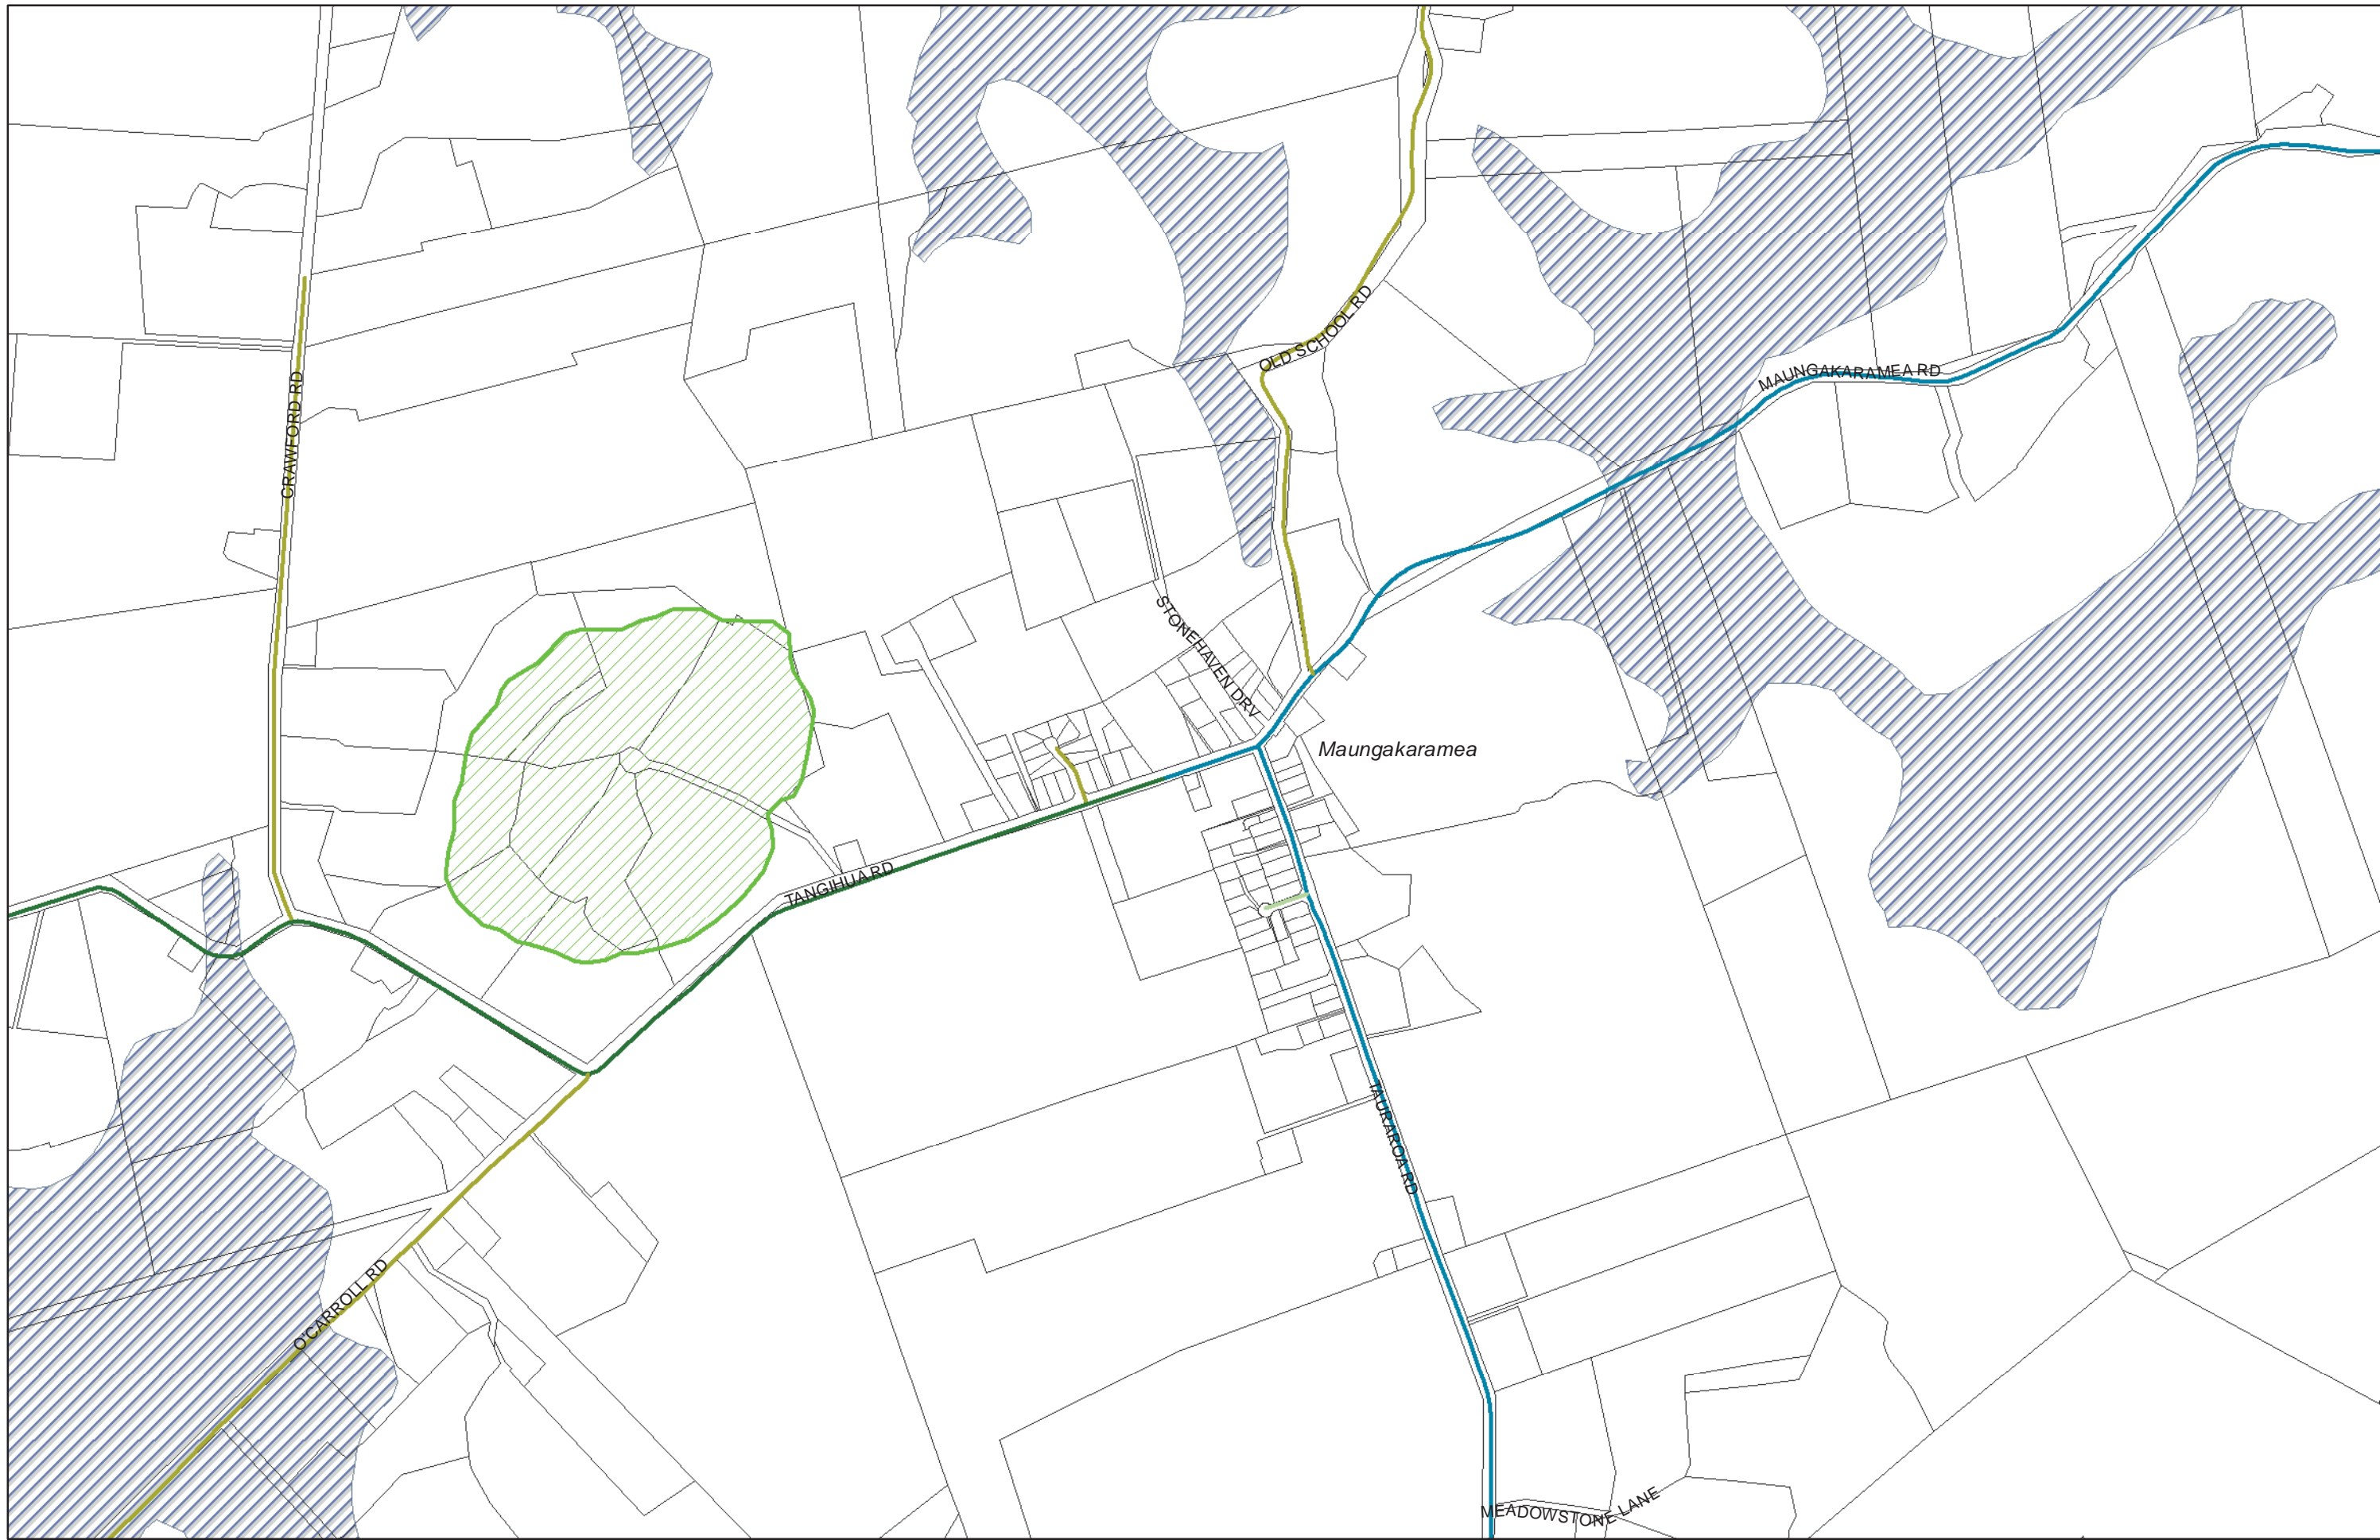 OLD SCHOOL RD
MAUNGAKARAMEA RD
CRAWFORD RD
STONEHAVEN DRV
Maungakaramea
TANGIHUA RD
TAURAROA RD
O'CARROLL RD
MEADOWSTONE LANE